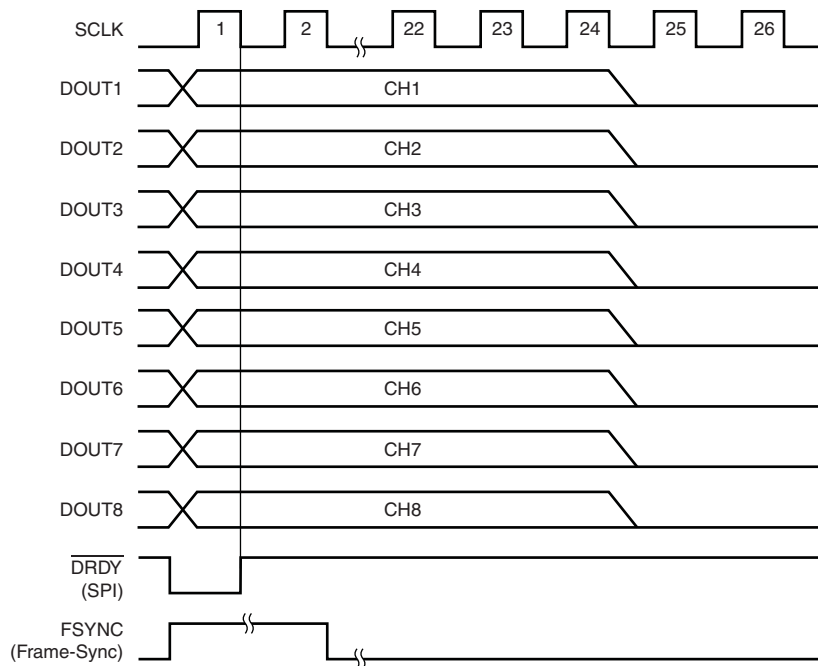 SCLK 1 2 22 23 24 25 26
DOUT1 CH1
DOUT2 CH2
DOUT3 CH3
DOUT4 CH4
DOUT5 CH5
DOUT6 CH6
DOUT7 CH7
DOUT8 CH8
DRDY
(SPI)
FSYNC
(Frame-Sync)